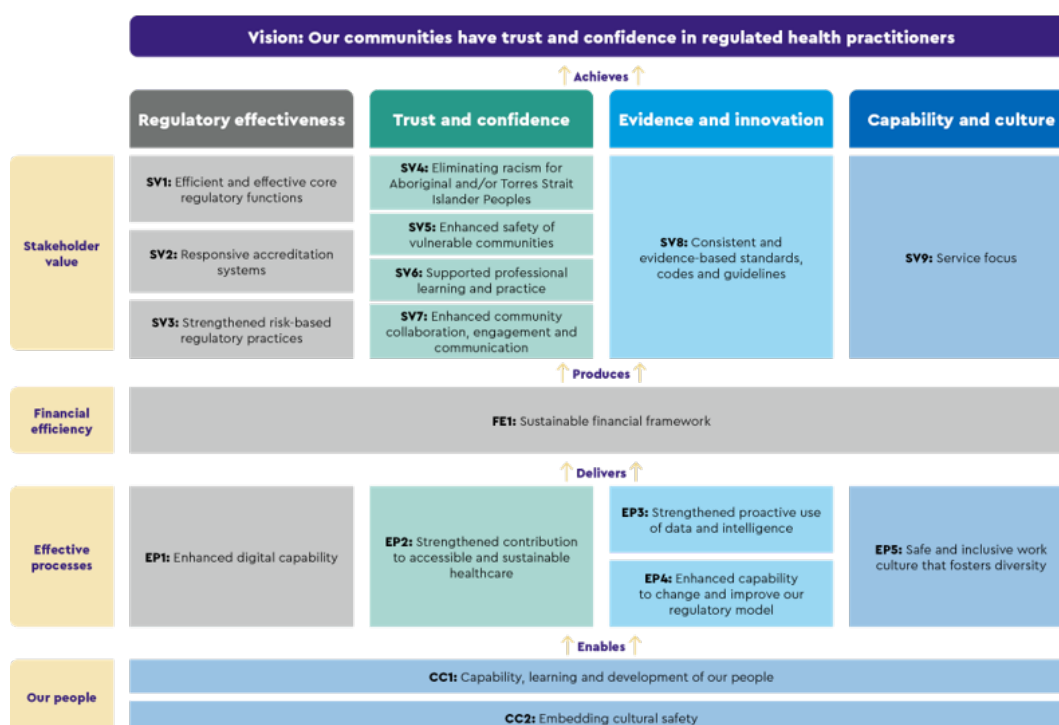 Vision: Our communities have trust and confidence in regulated health practitioners
Achieves
Regulatory effectiveness
Trust and confidence
Evidence and innovation
Capability and culture
Stakeholder
value
SV1: Efficient and effective core
regulatory functions
SV2: Responsive accreditation
systems
SV3: Strengthened risk-based
regulatory practices
SV4: Eliminating racism for
Aboriginal and/or Torres Strait
Islander Peoples
SV5: Enhanced safety of
vulnerable communities
SV6: Supported professional
learning and practice
SV7: Enhanced community
collaboration, engagement and
communication
SV8: Consistent and
evidence-based standards,
codes and guidelines
SV9: Service focus
Produces
Financial
efficiency
FE1: Sustainable financial framework
Delivers
Effective
processes
EP1: Enhanced digital capability
EP2: Strengthened contribution
to accessible and sustainable
healthcare
EP3: Strengthened proactive use
of data and intelligence
EP4: Enhanced capability
to change and improve our
regulatory model
EP5: Safe and inclusive work
culture that fosters diversity
Enables
Our people
CC1: Capability, learning and development of our people
CC2: Embedding cultural safety